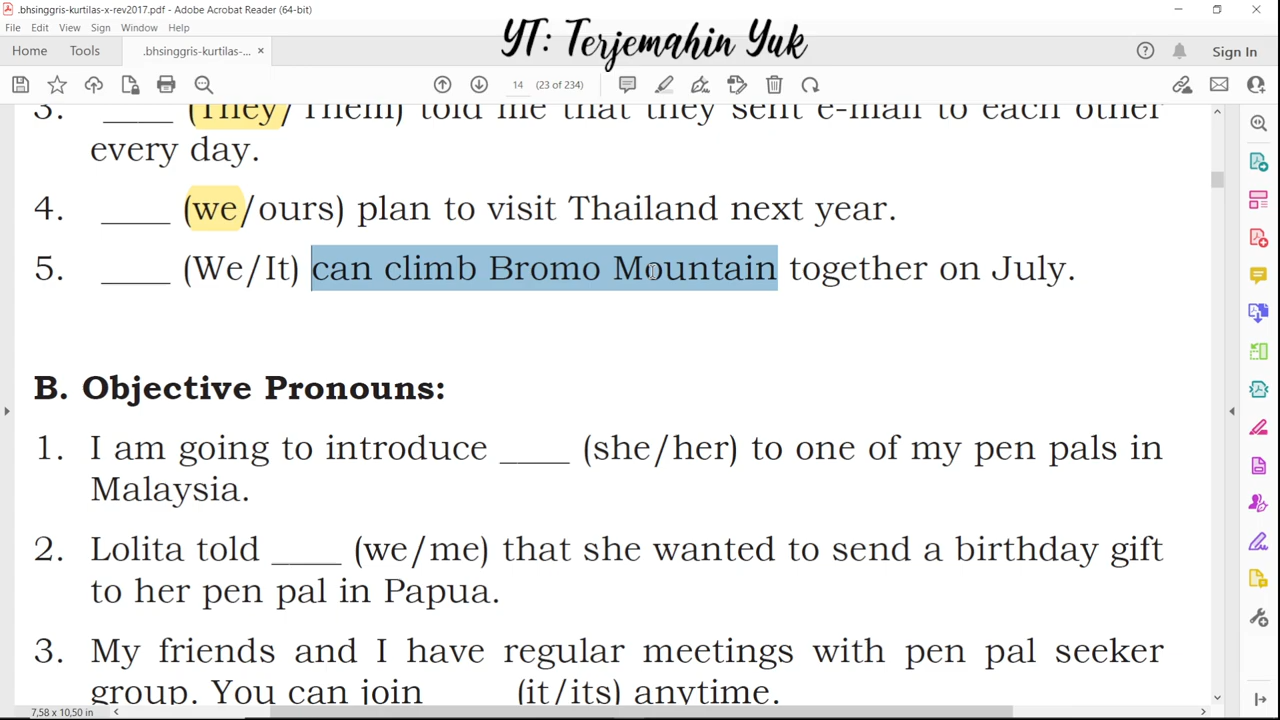 .bhsinggris-kurtilas-x-rev2017.pdf - Adobe Acrobat Reader (64-bit)
File Edit View Sign Window Help
YT: Terjemahin Yuk
Home Tools .bhsinggris-kurtilas-... × Sign In
14 (23 of 234)
3. ____ (They/Them) told me that they sent e-mail to each other
every day.
4. ____ (we/ours) plan to visit Thailand next year.
5. ____ (We/It) can climb Bromo Mountain together on July.
B. Objective Pronouns:
1. I am going to introduce ____ (she/her) to one of my pen pals in
Malaysia.
2. Lolita told ____ (we/me) that she wanted to send a birthday gift
to her pen pal in Papua.
3. My friends and I have regular meetings with pen pal seeker
group. You can join ____ (it/its) anytime.
7,58 x 10,50 in